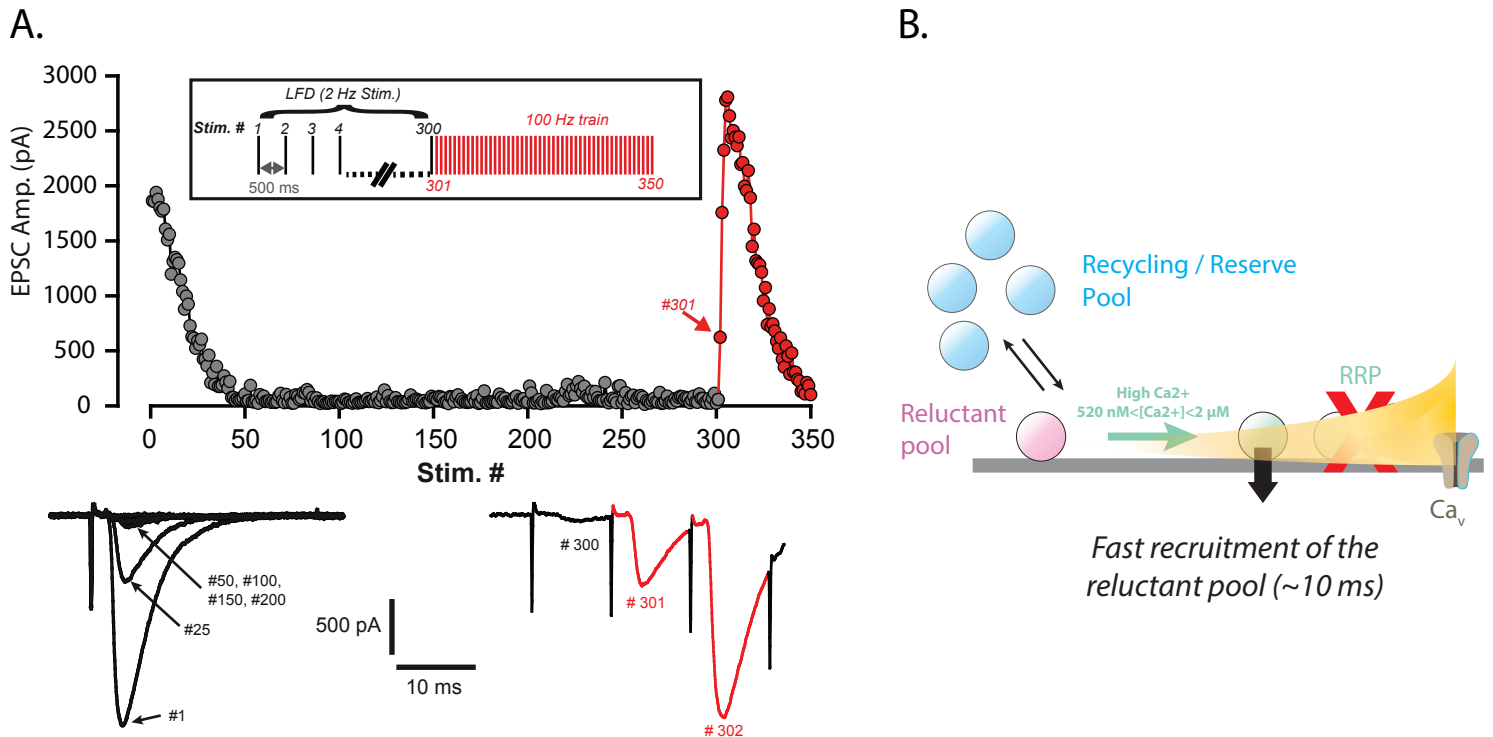 A.
3000
2500
2000
1500
1000
500
0
EPSC Amp. (pA)
LFD (2 Hz Stim.)
Stim. # 1 2 3 4 300
100 Hz train
500 ms
301 350
#301
0 50 100 150 200 250 300 350
Stim. #
#50, #100,
#150, #200
#25
#1
500 pA
10 ms
# 300
# 301
# 302
B.
Recycling / Reserve
Pool
Reluctant
pool
High Ca2+
520 nM<[Ca2+]<2 µM
RRP
Cav
Fast recruitment of the
reluctant pool (~10 ms)